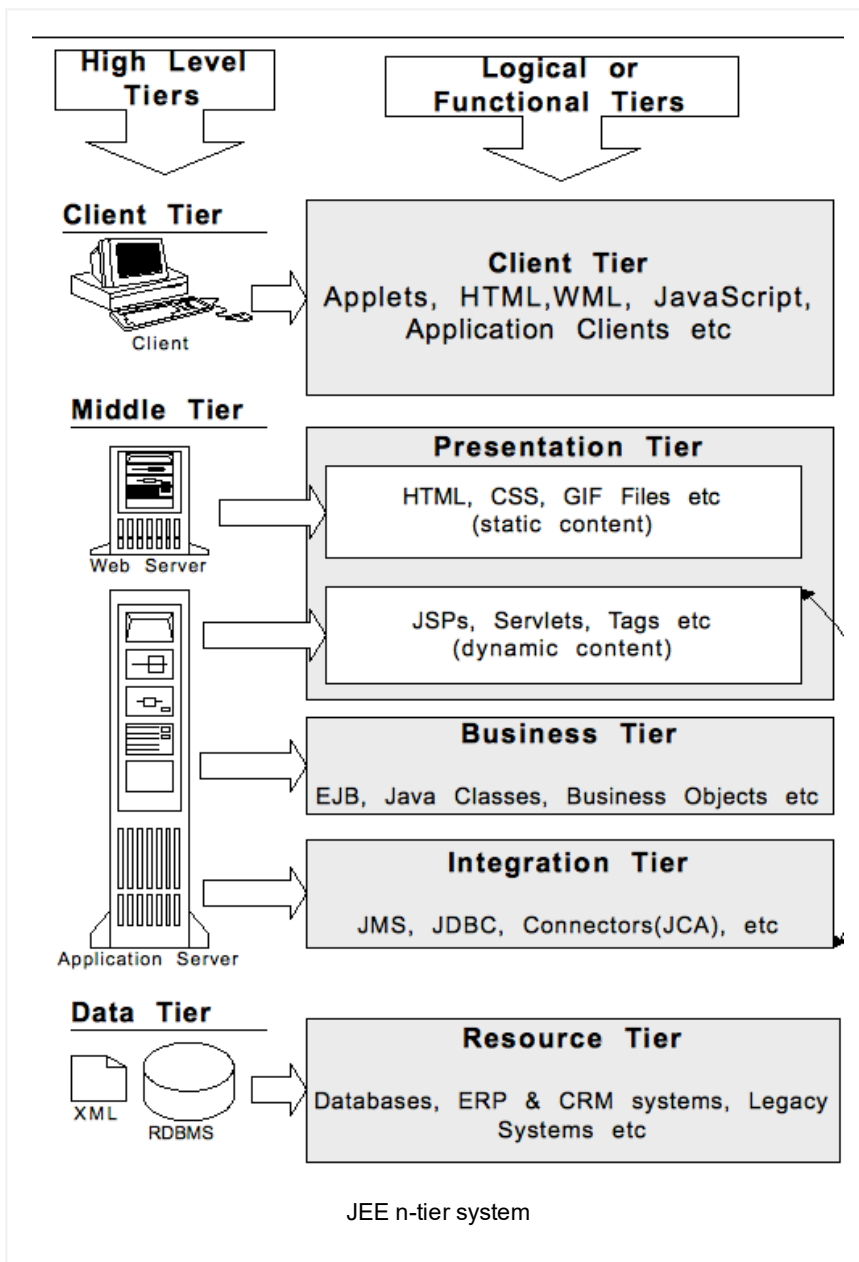 High Level
Tiers
Logical or
Functional Tiers
Client Tier
Client
Client Tier
Applets, HTML,WML, JavaScript,
Application Clients etc
Middle Tier
Web Server
Presentation Tier
HTML, CSS, GIF Files etc
(static content)
JSPs, Servlets, Tags etc
(dynamic content)
Business Tier
EJB, Java Classes, Business Objects etc
Integration Tier
JMS, JDBC, Connectors(JCA), etc
Application Server
Data Tier
XML
RDBMS
Resource Tier
Databases, ERP & CRM systems, Legacy
Systems etc
JEE n-tier system